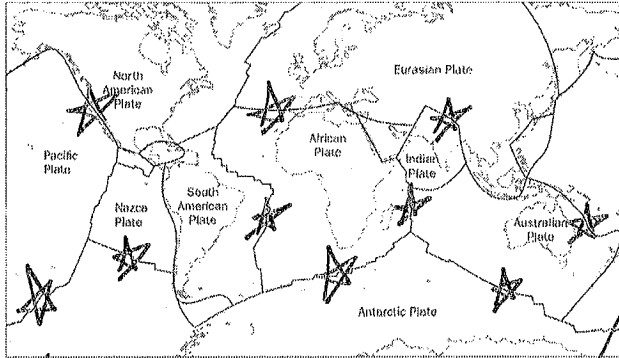 North
American
Plate
Eurasian Plate
African
Plate
Pacific
Plate
Indian
Plate
Nazca
Plate
South
American Plate
Australian
Plate
Antarctic Plate